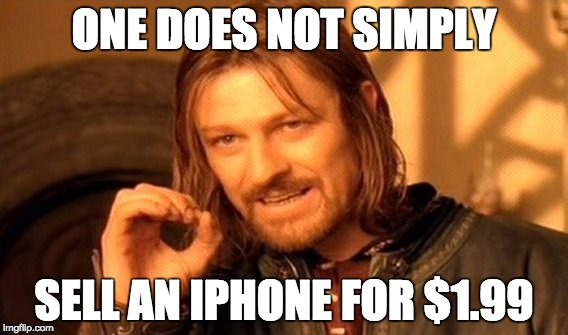 ONE DOES NOT SIMPLY
SELL AN IPHONE FOR $1.99
imgflip.com